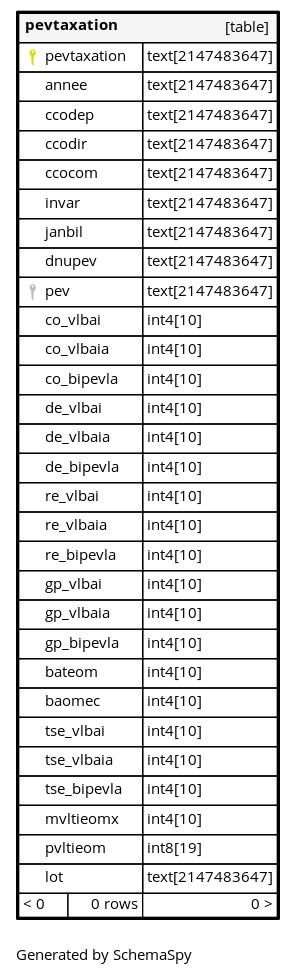 pevtaxation [table]
pevtaxation text[2147483647]
annee text[2147483647]
ccodep text[2147483647]
ccodir text[2147483647]
ccocom text[2147483647]
invar text[2147483647]
janbil text[2147483647]
dnupev text[2147483647]
pev text[2147483647]
co_vlbai int4[10]
co_vlbaia int4[10]
co_bipevla int4[10]
de_vlbai int4[10]
de_vlbaia int4[10]
de_bipevla int4[10]
re_vlbai int4[10]
re_vlbaia int4[10]
re_bipevla int4[10]
gp_vlbai int4[10]
gp_vlbaia int4[10]
gp_bipevla int4[10]
bateom int4[10]
baomec int4[10]
tse_vlbai int4[10]
tse_vlbaia int4[10]
tse_bipevla int4[10]
mvltieomx int4[10]
pvltieom int8[19]
lot text[2147483647]
< 0 0 rows 0 >
Generated by SchemaSpy